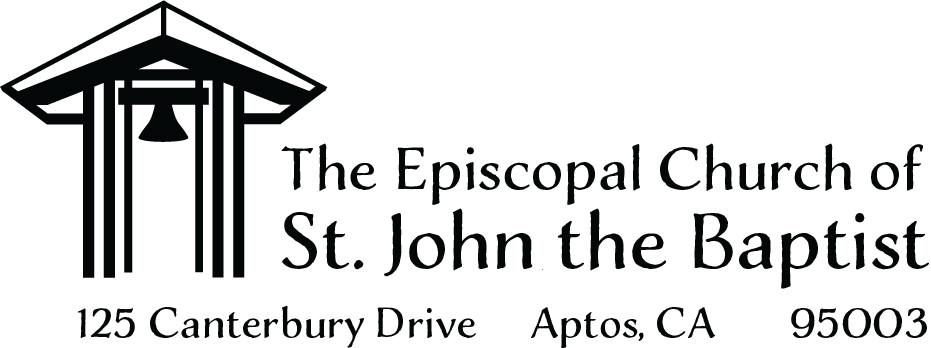 The Episcopal Church of
St. John the Baptist
125 Canterbury Drive Aptos, CA 95003